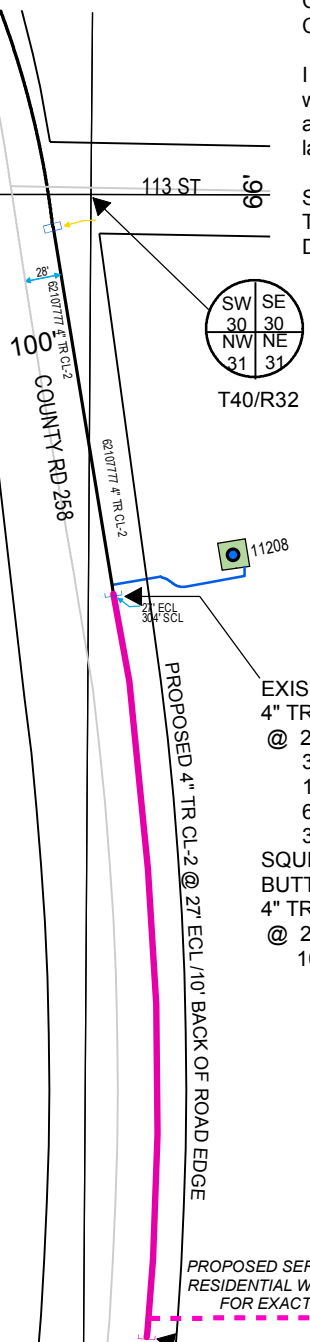 I
W
a
la
113 ST
66'
S
T
D
28'
62107777 4" TR CL-2
100'
SW SE
30 30
NW NE
31 31
T40/R32
COUNTY RD 258
62107777 4" TR CL-2
11208
27' ECL
304' SCL
EXIS
4" TR
@ 2
3
1
6
3
SQUE
BUTT
4" TR
@ 2
10
PROPOSED 4" TR CL-2 @ 27' ECL /10' BACK OF ROAD EDGE
PROPOSED SER
RESIDENTIAL W
FOR EXACT